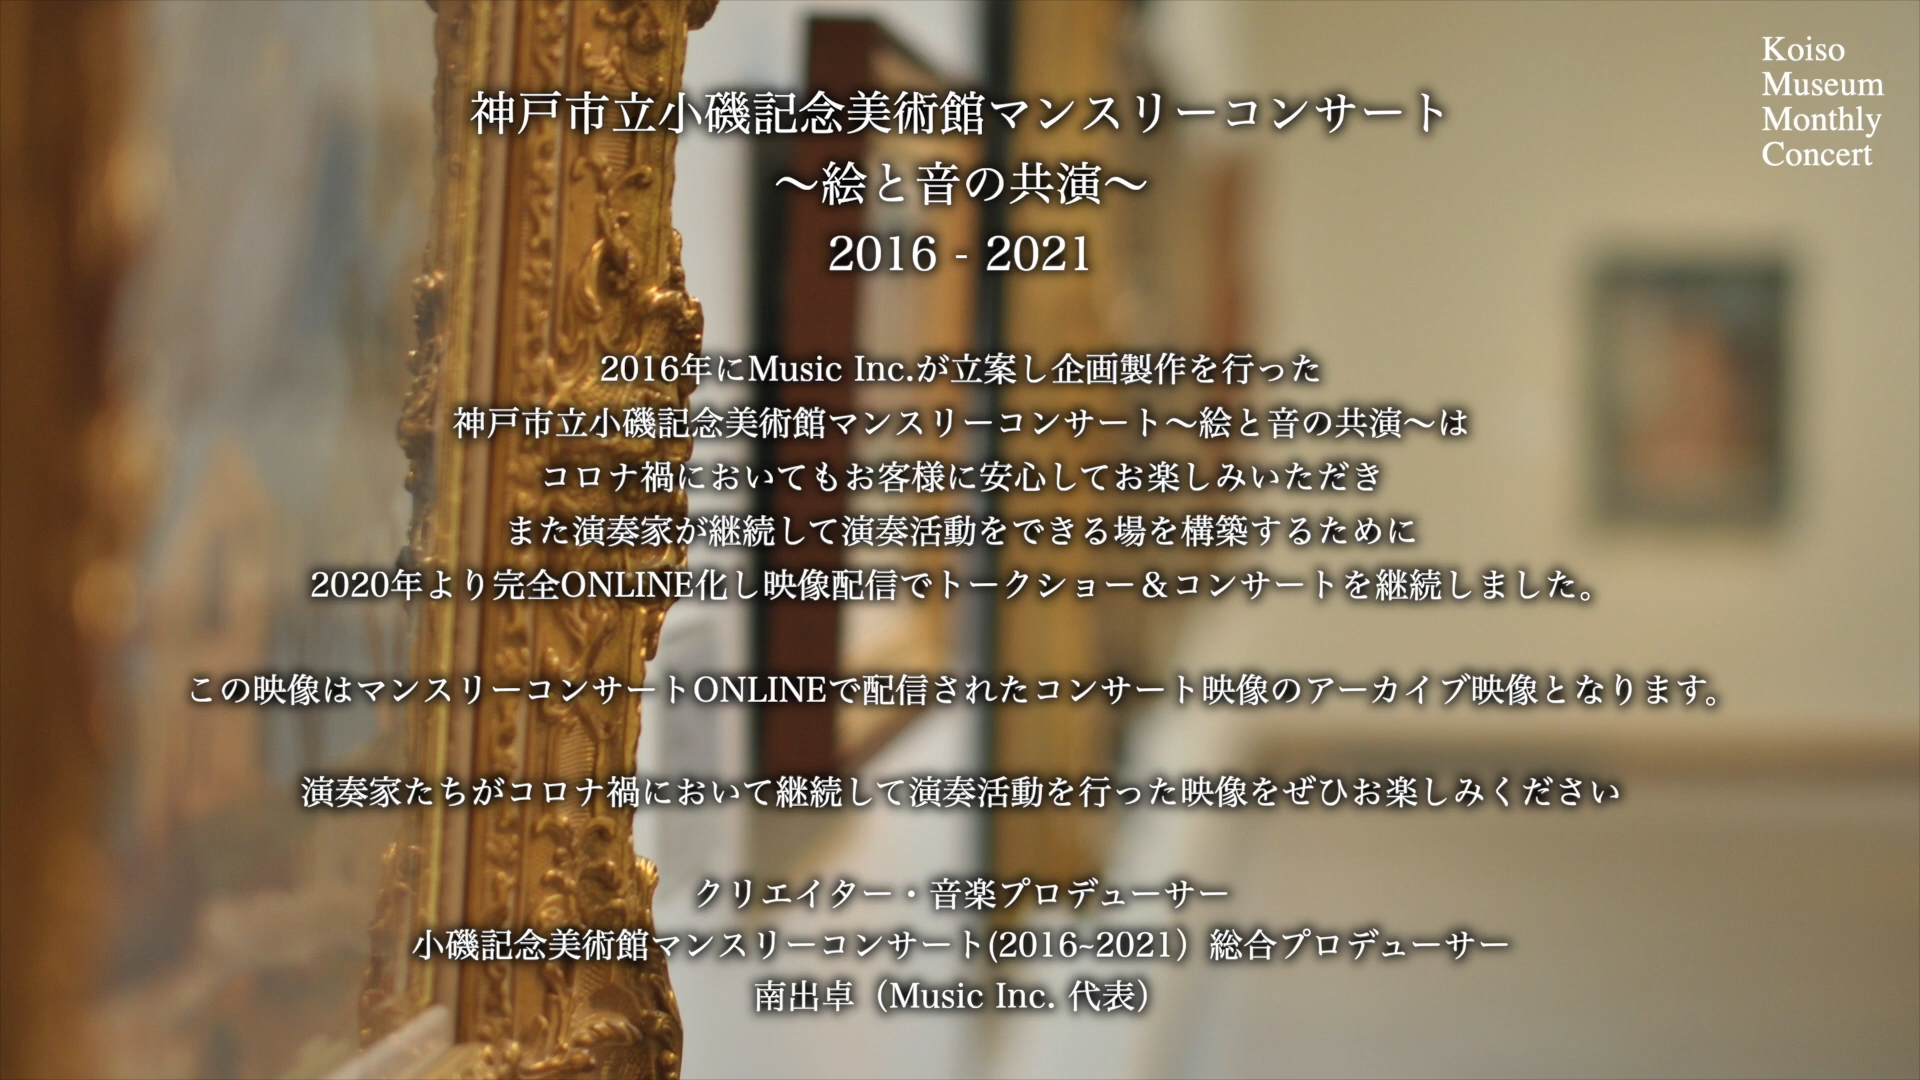 Koiso
Museum
Monthly
Concert
神戸市立小磯記念美術館マンスリーコンサート
〜絵と音の共演〜
2016 - 2021
2016年にMusic Inc.が立案し企画製作を行った
神戸市立小磯記念美術館マンスリーコンサート〜絵と音の共演〜は
コロナ禍においてもお客様に安心してお楽しみいただき
また演奏家が継続して演奏活動をできる場を構築するために
2020年より完全ONLINE化し映像配信でトークショー＆コンサートを継続しました。
この映像はマンスリーコンサートONLINEで配信されたコンサート映像のアーカイブ映像となります。
演奏家たちがコロナ禍において継続して演奏活動を行った映像をぜひお楽しみください
クリエイター・音楽プロデューサー
小磯記念美術館マンスリーコンサート(2016~2021）総合プロデューサー
南出卓（Music Inc. 代表）